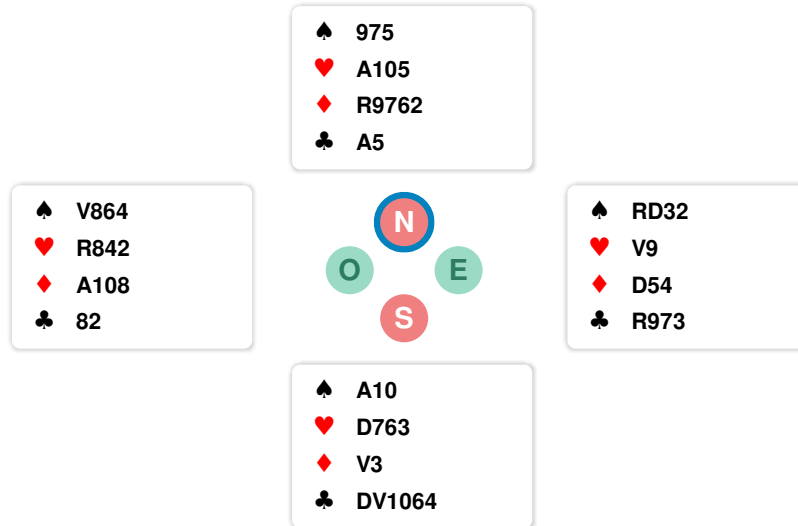 ♠ 975
♥ A105
♦ R9762
♣ A5
♠ V864
♥ R842
♦ A108
♣ 82
N
O E
S
♠ RD32
♥ V9
♦ D54
♣ R973
♠ A10
♥ D763
♦ V3
♣ DV1064